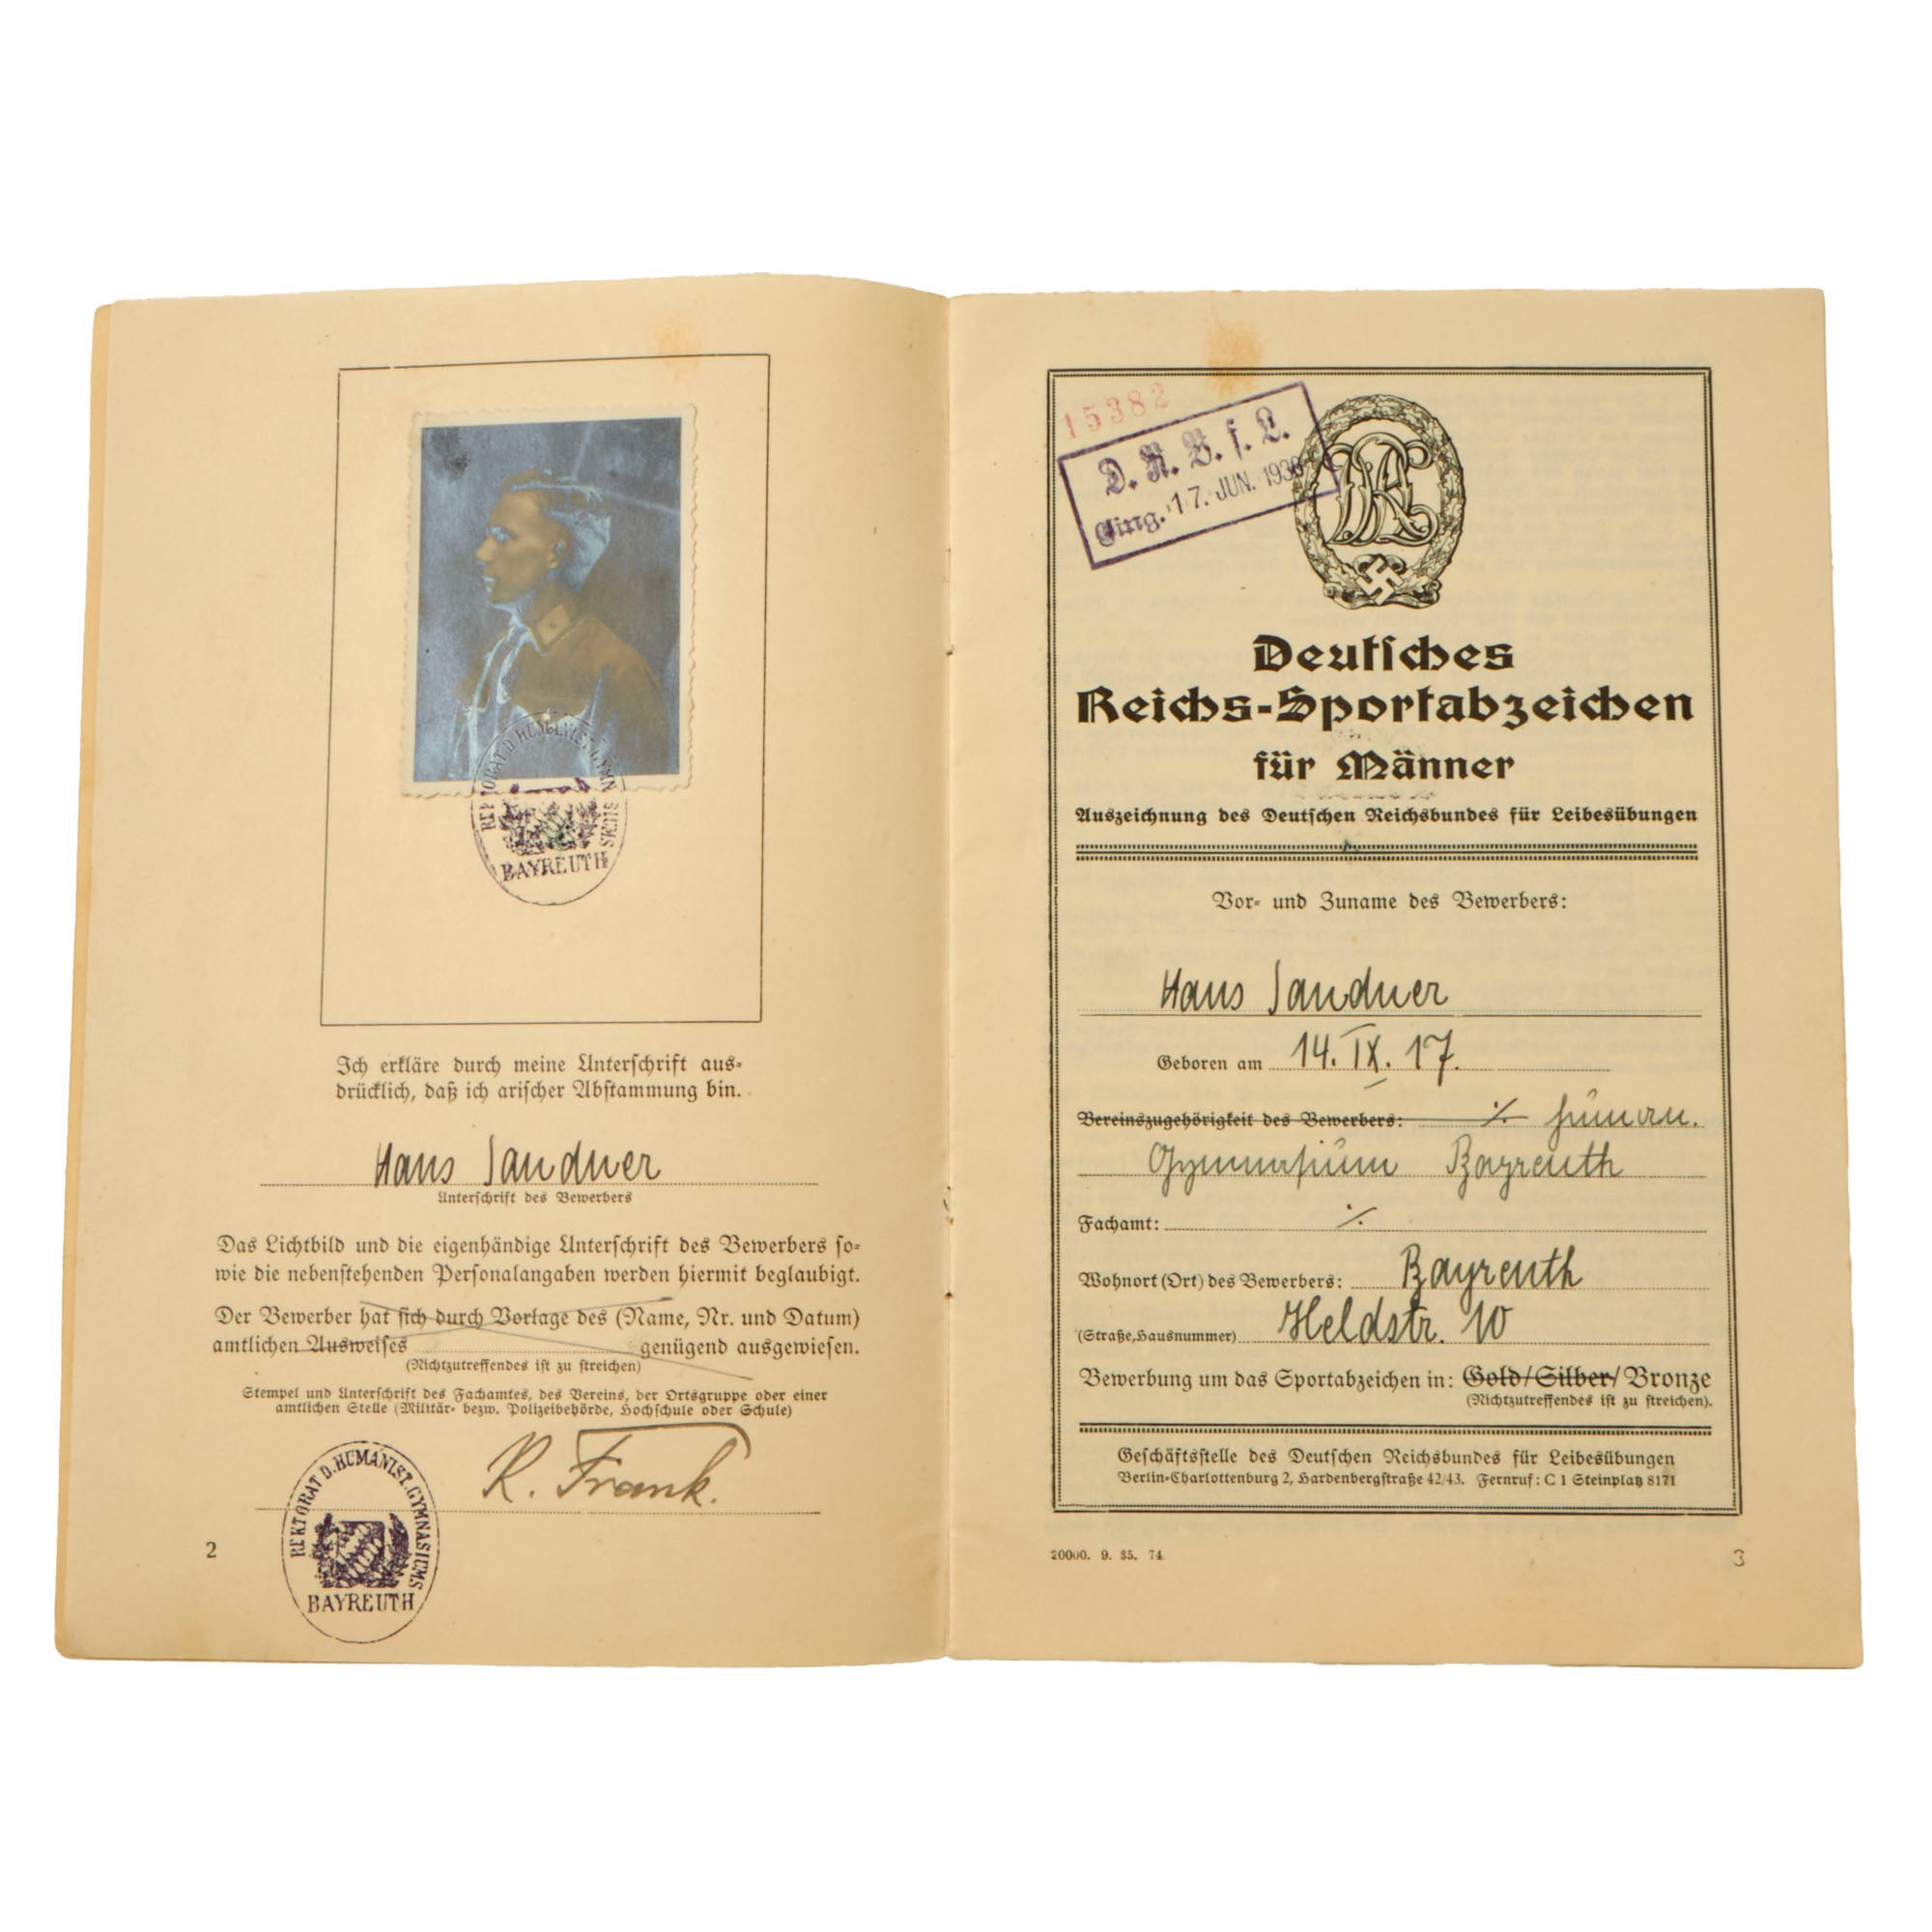 REKTORAT D. HUMANIST. GYMNASIUMS
BAYREUTH
Ich erkläre durch meine Unterschrift aus-
drücklich, daß ich arischer Abstammung bin.
Hans Sandner
Unterschrift des Bewerbers
Das Lichtbild und die eigenhändige Unterschrift des Bewerbers so-
wie die nebenstehenden Personalangaben werden hiermit beglaubigt.
Der Bewerber hat sich durch Vorlage des (Name, Nr. und Datum)
amtlichen Ausweises genügend ausgewiesen.
(Nichtzutreffendes ist zu streichen)
Stempel und Unterschrift des Fachamtes, des Vereins, der Ortsgruppe oder einer
amtlichen Stelle (Militär- bezw. Polizeibehörde, Hochschule oder Schule)
K. Frank.
REKTORAT D. HUMANIST. GYMNASIUMS
BAYREUTH
2
15382
D. R. B. f. L.
Eing. 17. JUN. 193
Deutsches
Reichs-Sportabzeichen
für Männer
Auszeichnung des Deutschen Reichsbundes für Leibesübungen
Vor- und Zuname des Bewerbers:
Hans Sandner
Geboren am 14. IX. 17.
Vereinszugehörigkeit des Bewerbers: ./. Human.
Gymnasium Bayreuth
Fachamt: ./.
Wohnort (Ort) des Bewerbers: Bayreuth
(Straße, Hausnummer) Heldstr. 10
Bewerbung um das Sportabzeichen in: Gold/Silber/Bronze
(Nichtzutreffendes ist zu streichen).
Geschäftsstelle des Deutschen Reichsbundes für Leibesübungen
Berlin-Charlottenburg 2, Hardenbergstraße 42/43. Fernruf: C 1 Steinplatz 8171
20000. 9. 35. 74
3